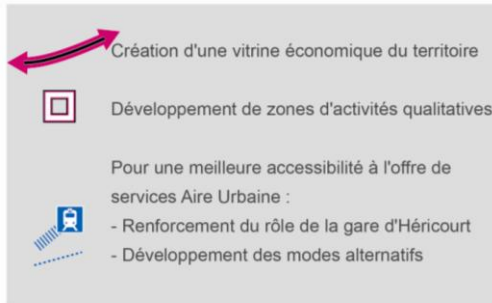 Création d'une vitrine économique du territoire
Développement de zones d'activités qualitatives
Pour une meilleure accessibilité à l'offre de
services Aire Urbaine :
- Renforcement du rôle de la gare d'Héricourt
- Développement des modes alternatifs